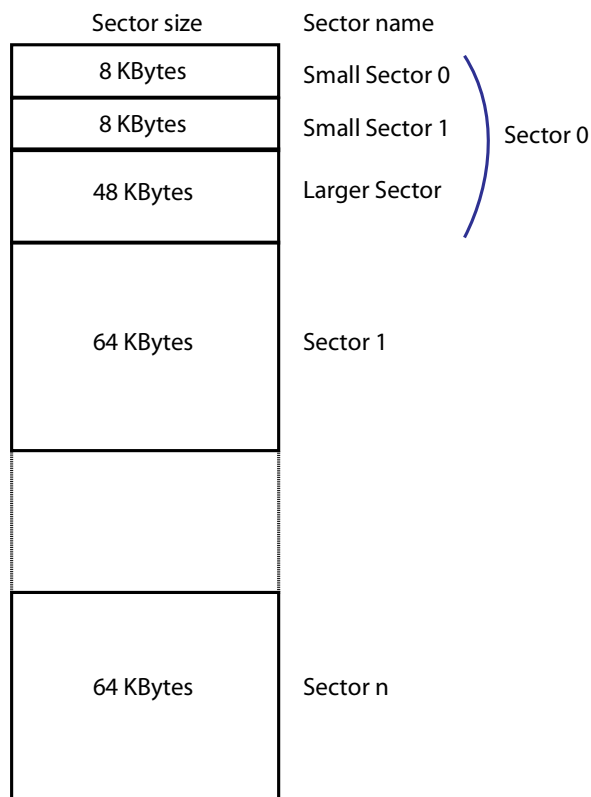 Sector size Sector name
8 KBytes Small Sector 0
8 KBytes Small Sector 1 Sector 0
48 KBytes Larger Sector
64 KBytes Sector 1
64 KBytes Sector n